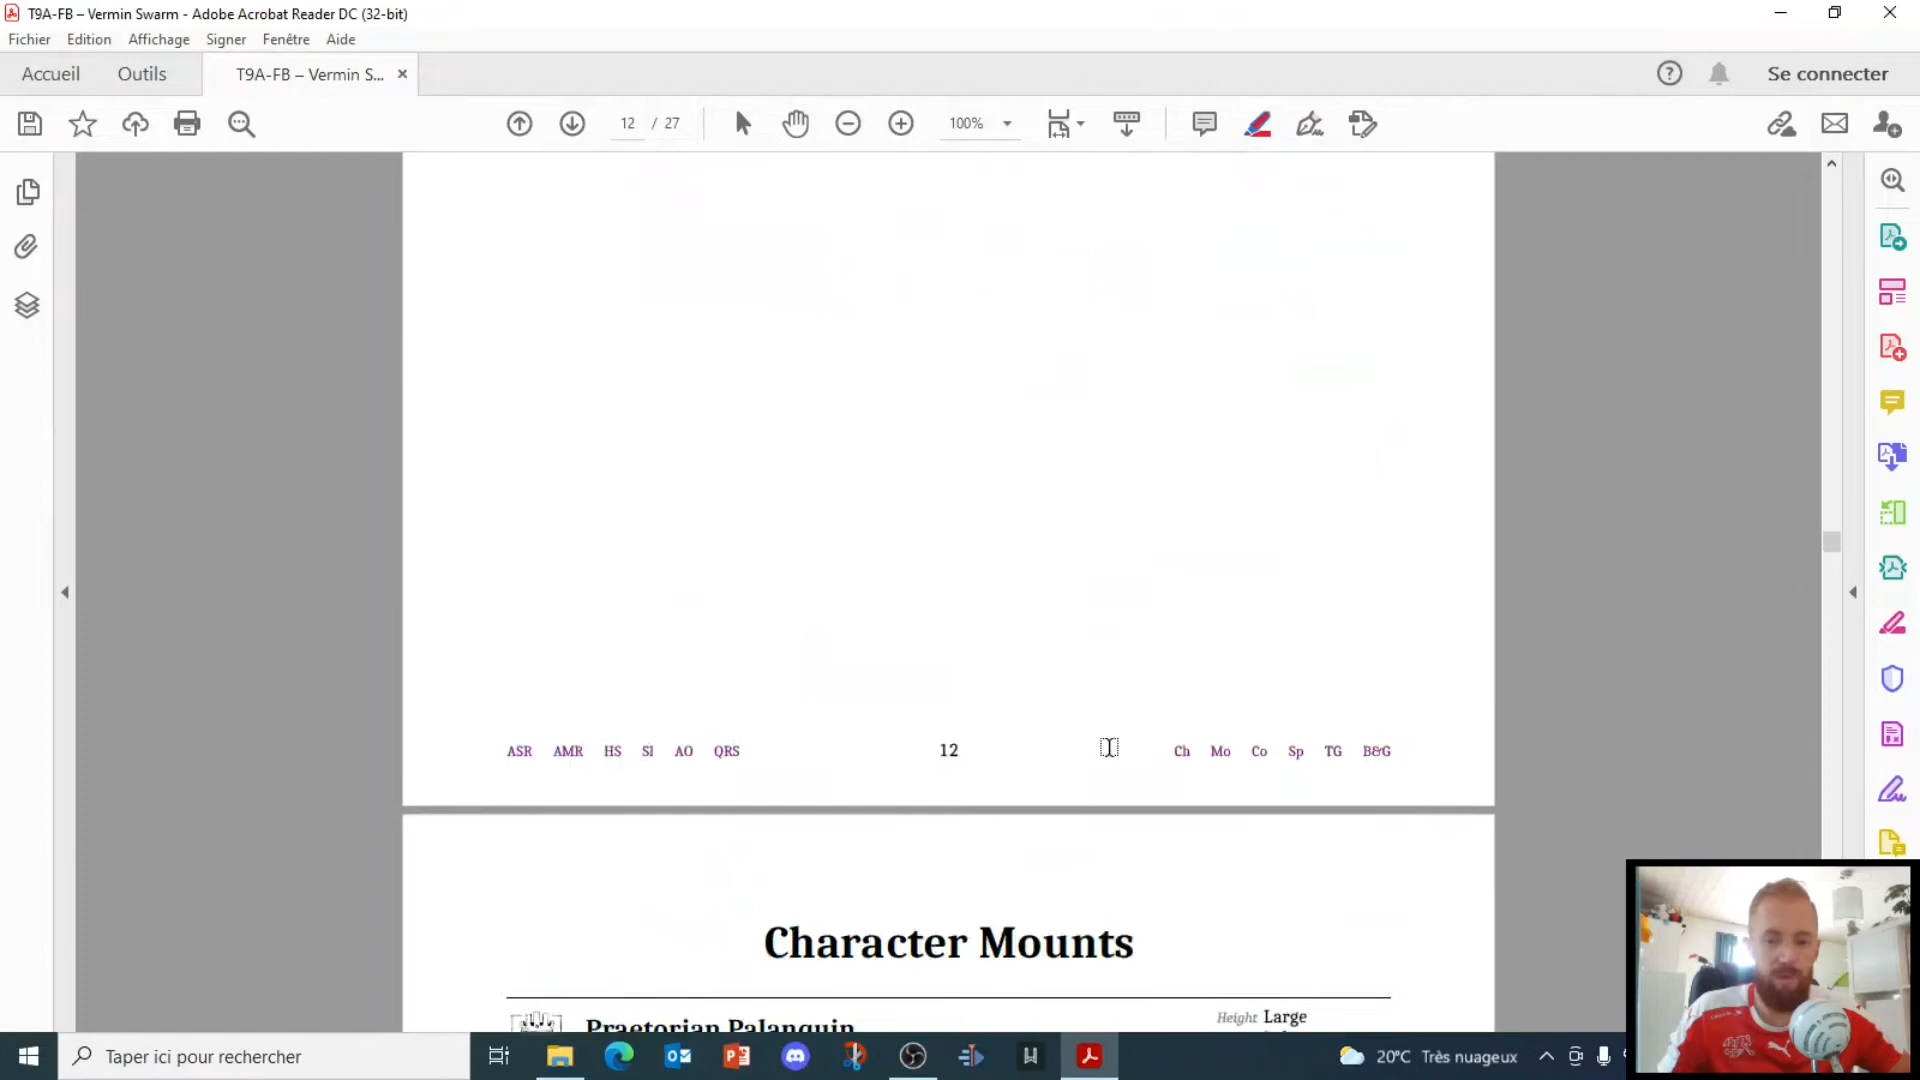 T9A-FB – Vermin Swarm - Adobe Acrobat Reader DC (32-bit)
Fichier Edition Affichage Signer Fenêtre Aide
Accueil Outils T9A-FB – Vermin S... × Se connecter
12 / 27 100%
ASR AMR HS SI AO QRS 12 Ch Mo Co Sp TG B&G
Character Mounts
Praetorian Palanquin Height Large
Taper ici pour rechercher 20°C Très nuageux